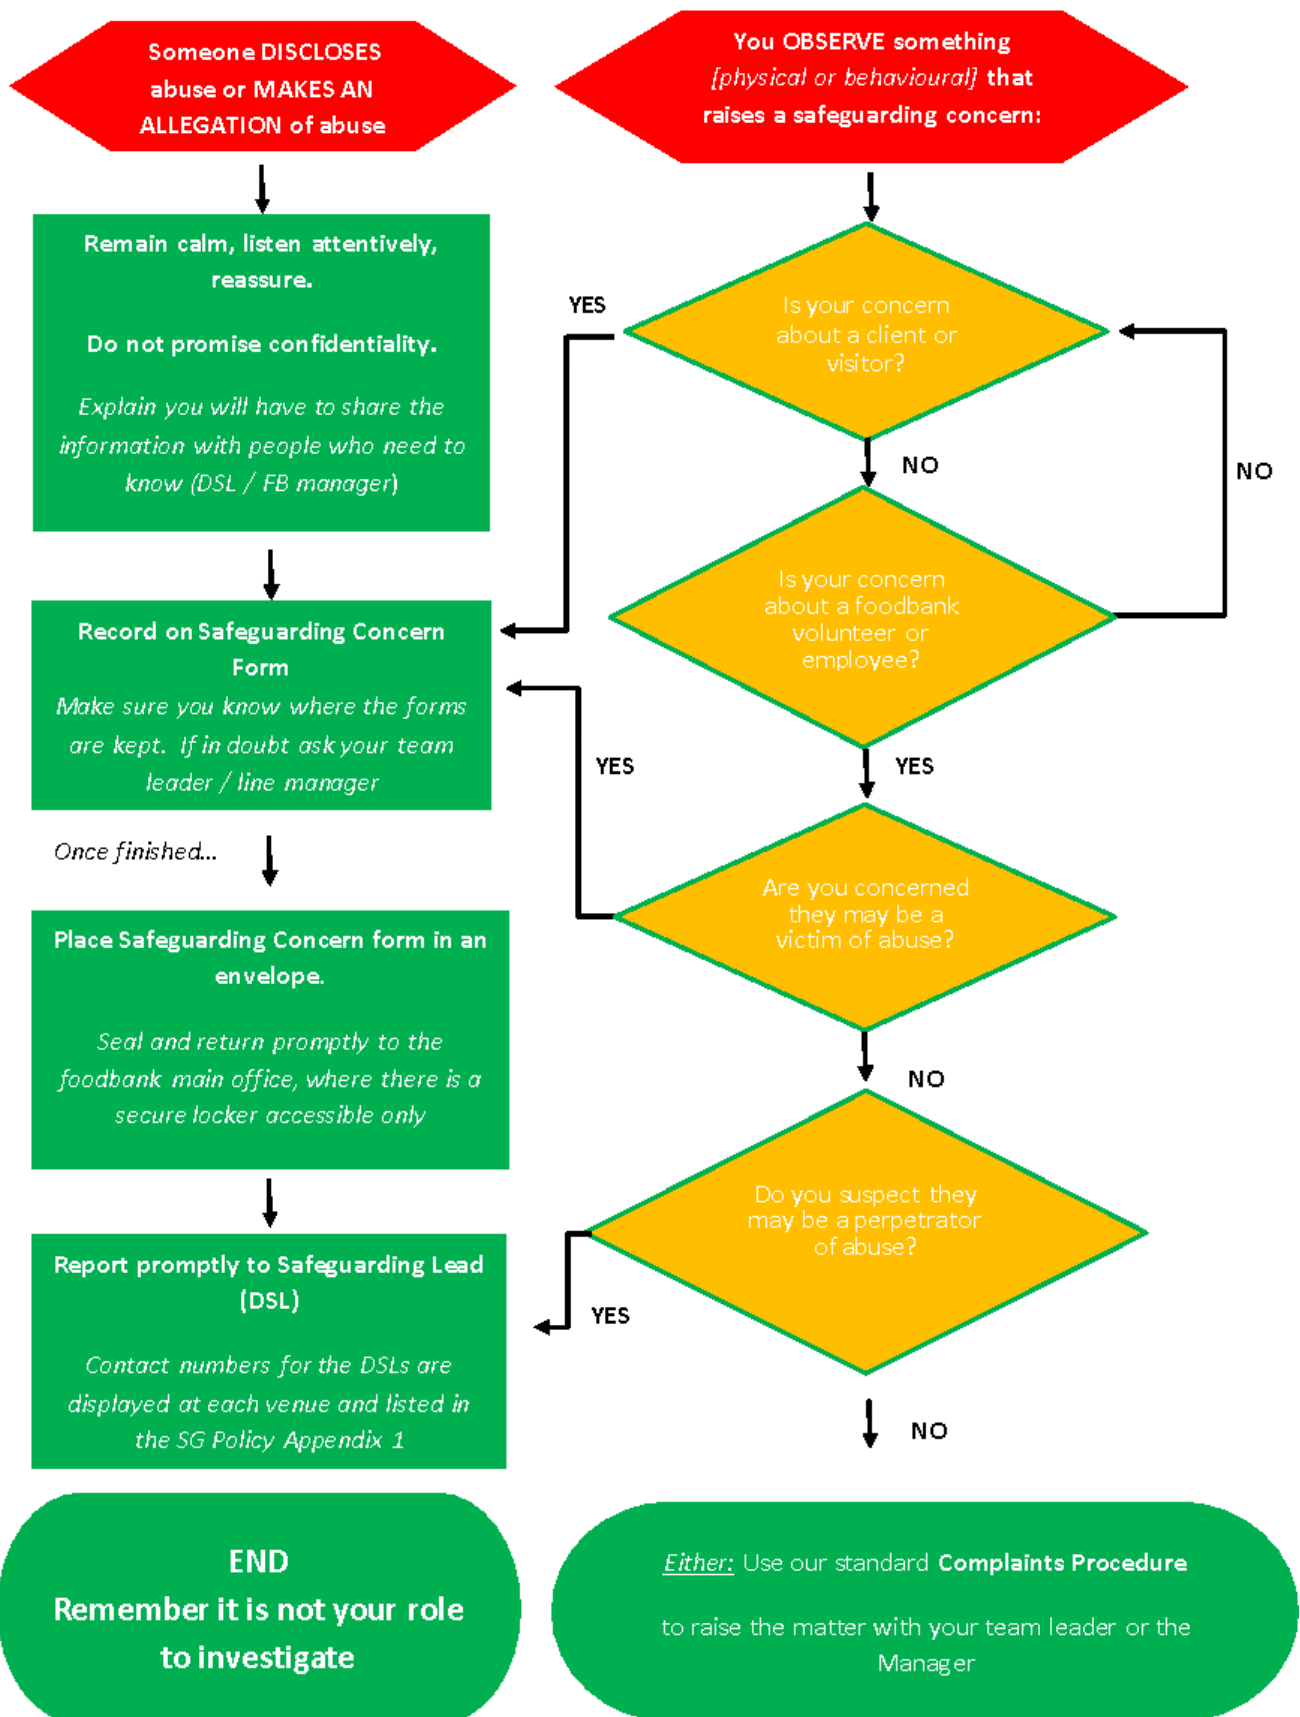 Someone DISCLOSES
abuse or MAKES AN
ALLEGATION of abuse
Remain calm, listen attentively,
reassure.
Do not promise confidentiality.
Explain you will have to share the
information with people who need to
know (DSL / FB manager)
Record on Safeguarding Concern
Form
Make sure you know where the forms
are kept. If in doubt ask your team
leader / line manager
Once finished...
Place Safeguarding Concern form in an
envelope.
Seal and return promptly to the
foodbank main office, where there is a
secure locker accessible only
Report promptly to Safeguarding Lead
(DSL)
Contact numbers for the DSLs are
displayed at each venue and listed in
the SG Policy Appendix 1
END
Remember it is not your role
to investigate
You OBSERVE something
[physical or behavioural] that
raises a safeguarding concern:
Is your concern
about a client or
visitor?
YES
NO
Is your concern
about a foodbank
volunteer or
employee?
NO
YES
Are you concerned
they may be a
victim of abuse?
YES
NO
Do you suspect they
may be a perpetrator
of abuse?
YES
NO
Either: Use our standard Complaints Procedure
to raise the matter with your team leader or the
Manager